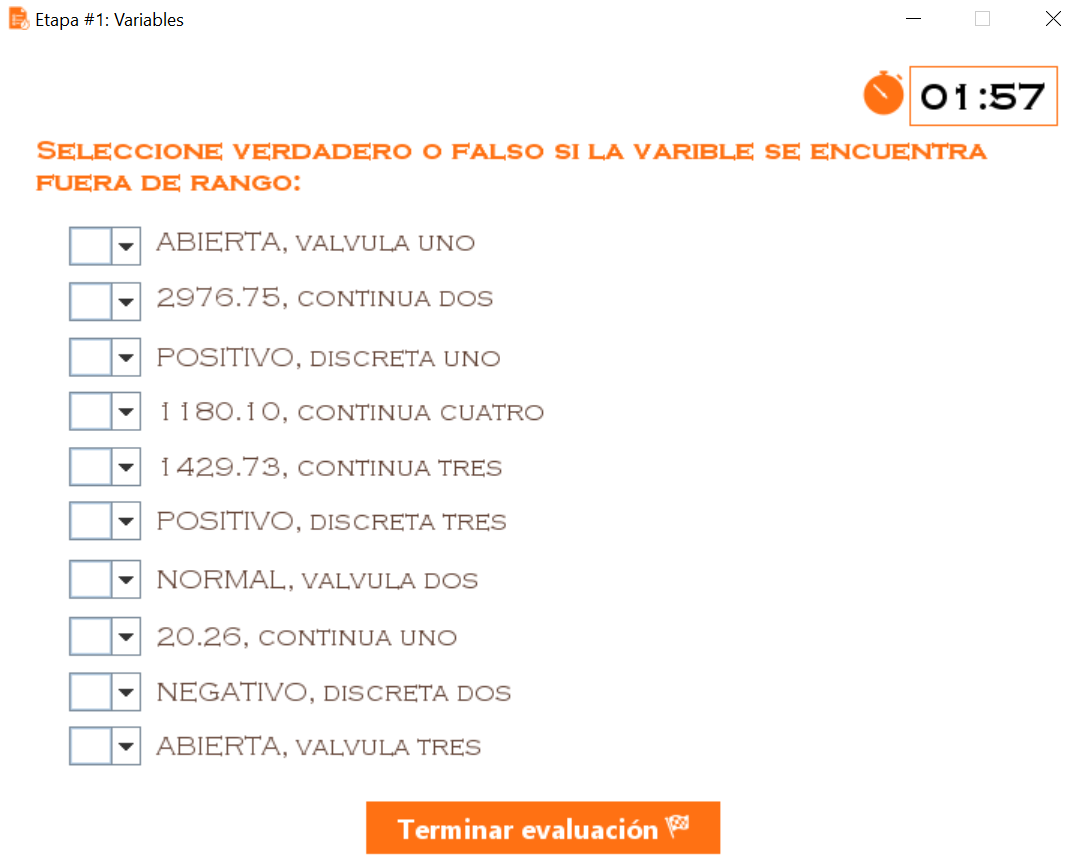 Etapa #1: Variables
01:57
SELECCIONE VERDADERO O FALSO SI LA VARIBLE SE ENCUENTRA
FUERA DE RANGO:
ABIERTA, VALVULA UNO
2976.75, CONTINUA DOS
POSITIVO, DISCRETA UNO
1180.10, CONTINUA CUATRO
1429.73, CONTINUA TRES
POSITIVO, DISCRETA TRES
NORMAL, VALVULA DOS
20.26, CONTINUA UNO
NEGATIVO, DISCRETA DOS
ABIERTA, VALVULA TRES
Terminar evaluación